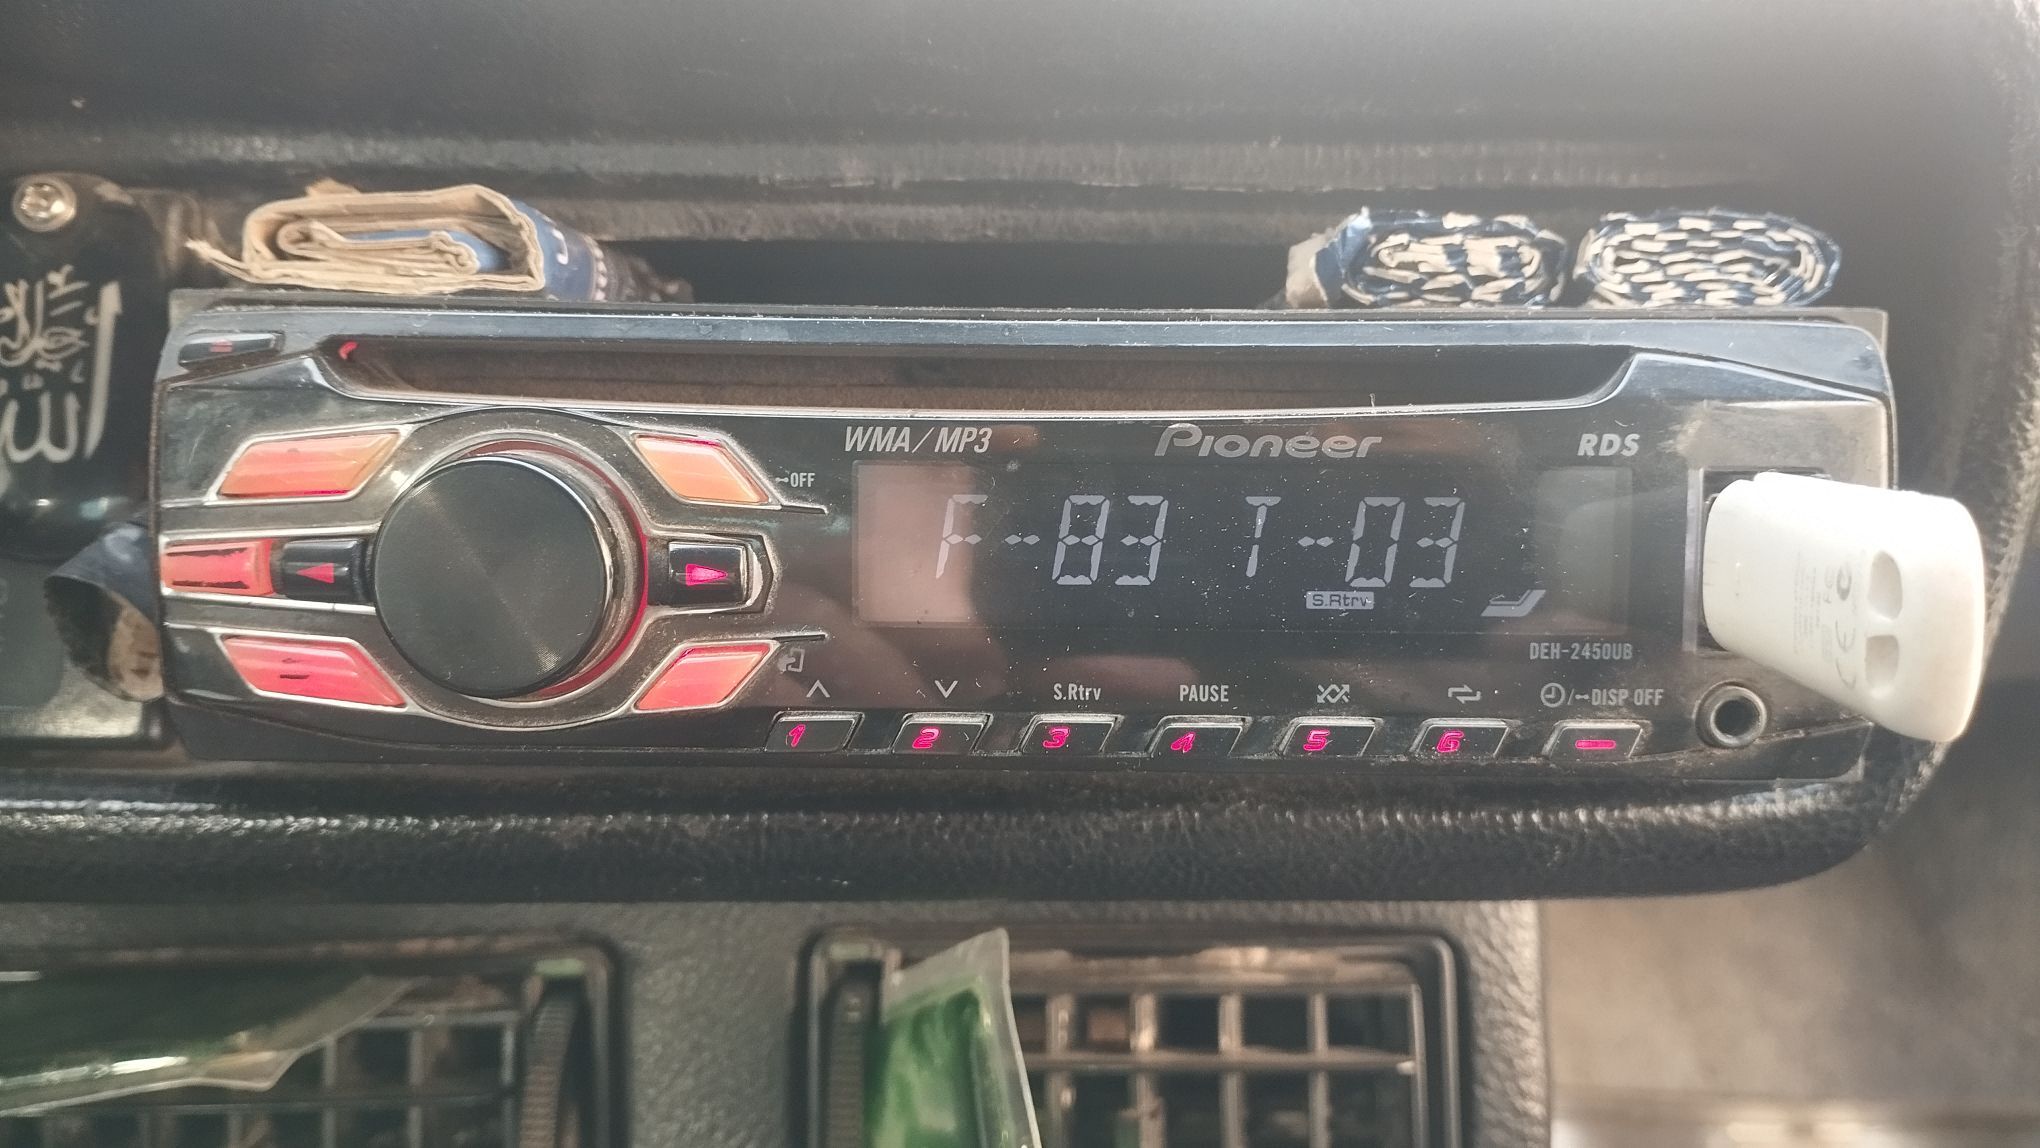 الله
WMA/MP3
Pioneer
RDS
OFF
F-83 T-03
S.Rtrv
DEH-2450UB
S.Rtrv
PAUSE
DISP OFF
1
2
3
4
5
6